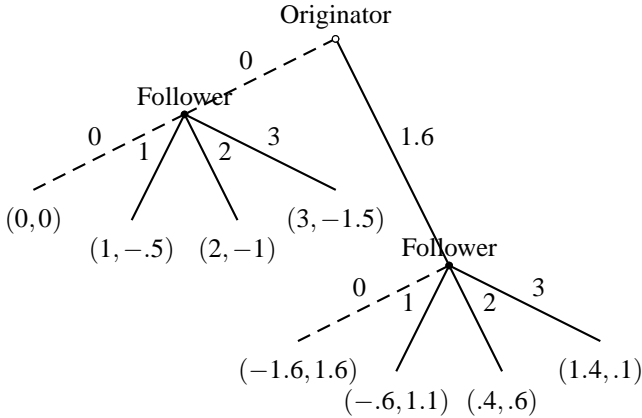 Originator
0
Follower
0 1 2 3
1.6
(0,0)
(1,−.5) (2,−1) (3,−1.5)
Follower
0 1 2 3
(−1.6,1.6)
(−.6,1.1) (.4,.6) (1.4,.1)